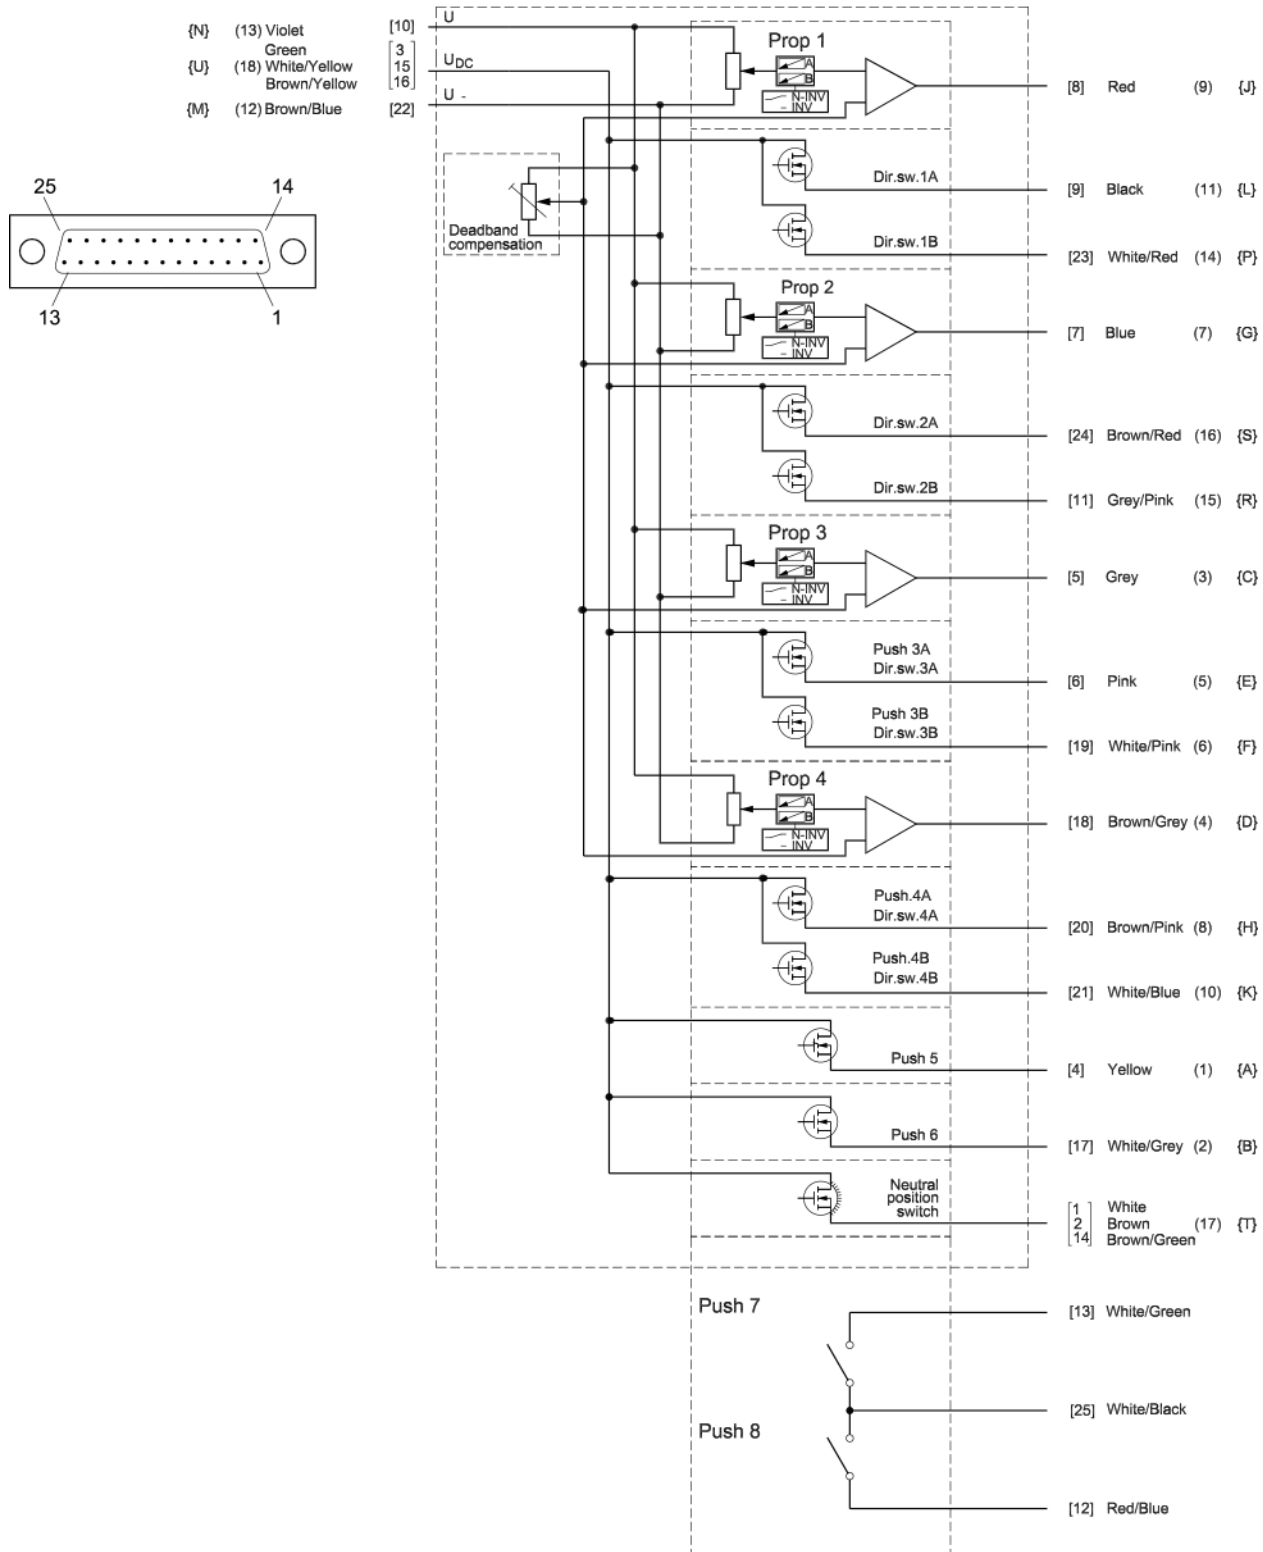 U
{N} (13) Violet [10]
Green 3
UDC
{U} (18) White/Yellow 15
Brown/Yellow 16
U -
{M} (12) Brown/Blue [22]
25 14
13 1
Deadband
compensation
Prop 1
A
B
N-INV
– INV
[8] Red (9) {J}
Dir.sw.1A
[9] Black (11) {L}
Dir.sw.1B
[23] White/Red (14) {P}
Prop 2
A
B
N-INV
– INV
[7] Blue (7) {G}
Dir.sw.2A
[24] Brown/Red (16) {S}
Dir.sw.2B
[11] Grey/Pink (15) {R}
Prop 3
A
B
N-INV
– INV
[5] Grey (3) {C}
Push 3A
Dir.sw.3A
[6] Pink (5) {E}
Push 3B
Dir.sw.3B
[19] White/Pink (6) {F}
Prop 4
A
B
N-INV
– INV
[18] Brown/Grey (4) {D}
Push.4A
Dir.sw.4A
[20] Brown/Pink (8) {H}
Push.4B
Dir.sw.4B
[21] White/Blue (10) {K}
Push 5
[4] Yellow (1) {A}
Push 6
[17] White/Grey (2) {B}
Neutral
position
switch
1 White
2 Brown (17) {T}
14 Brown/Green
Push 7
[13] White/Green
[25] White/Black
Push 8
[12] Red/Blue